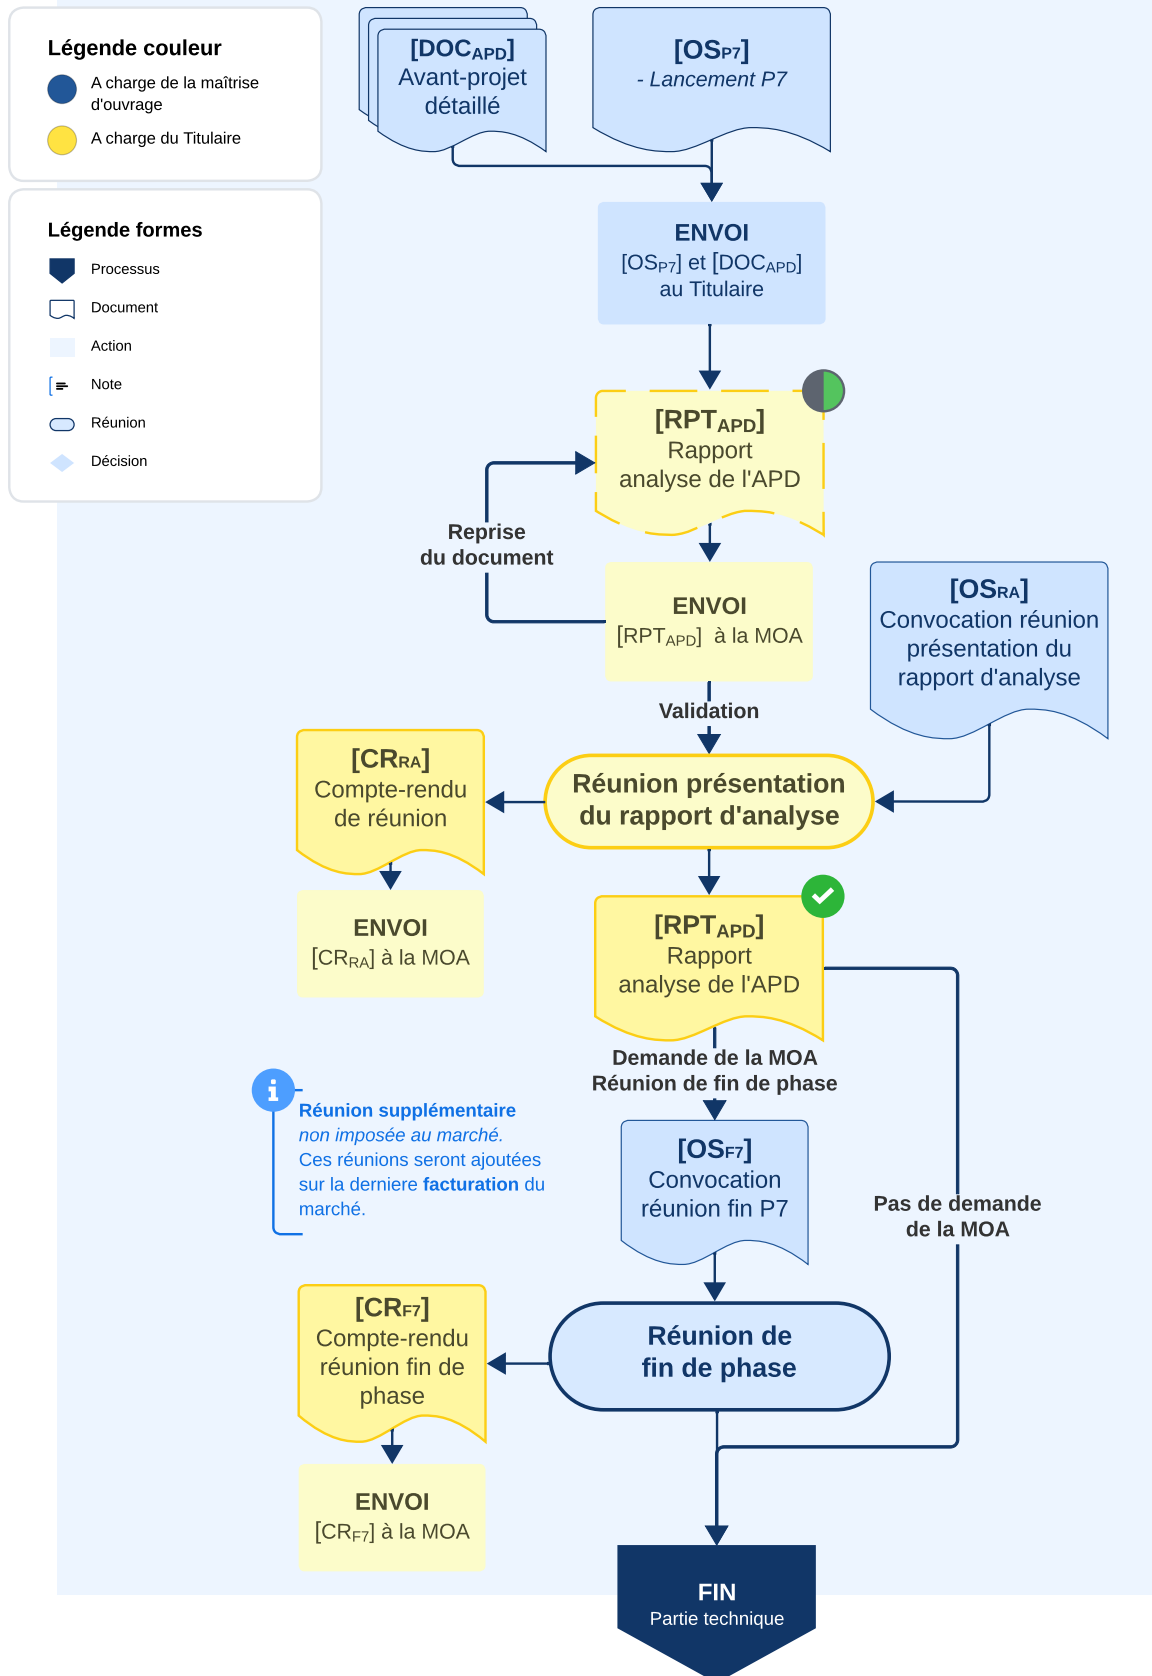 Légende couleur
A charge de la maîtrise
d'ouvrage
A charge du Titulaire
Légende formes
Processus
Document
Action
Note
Réunion
Décision
[DOCAPD]
Avant-projet
détaillé
[OSP7]
- Lancement P7
ENVOI
[OSP7] et [DOCAPD]
au Titulaire
[RPTAPD]
Rapport
analyse de l'APD
Reprise
du document
ENVOI
[RPTAPD] à la MOA
[OSRA]
Convocation réunion
présentation du
rapport d'analyse
Validation
Réunion présentation
du rapport d'analyse
[CRRA]
Compte-rendu
de réunion
ENVOI
[CRRA] à la MOA
[RPTAPD]
Rapport
analyse de l'APD
Demande de la MOA
Réunion de fin de phase
Réunion supplémentaire
non imposée au marché.
Ces réunions seront ajoutées
sur la derniere facturation du
marché.
[OSF7]
Convocation
réunion fin P7
Pas de demande
de la MOA
Réunion de
fin de phase
[CRF7]
Compte-rendu
réunion fin de
phase
ENVOI
[CRF7] à la MOA
FIN
Partie technique